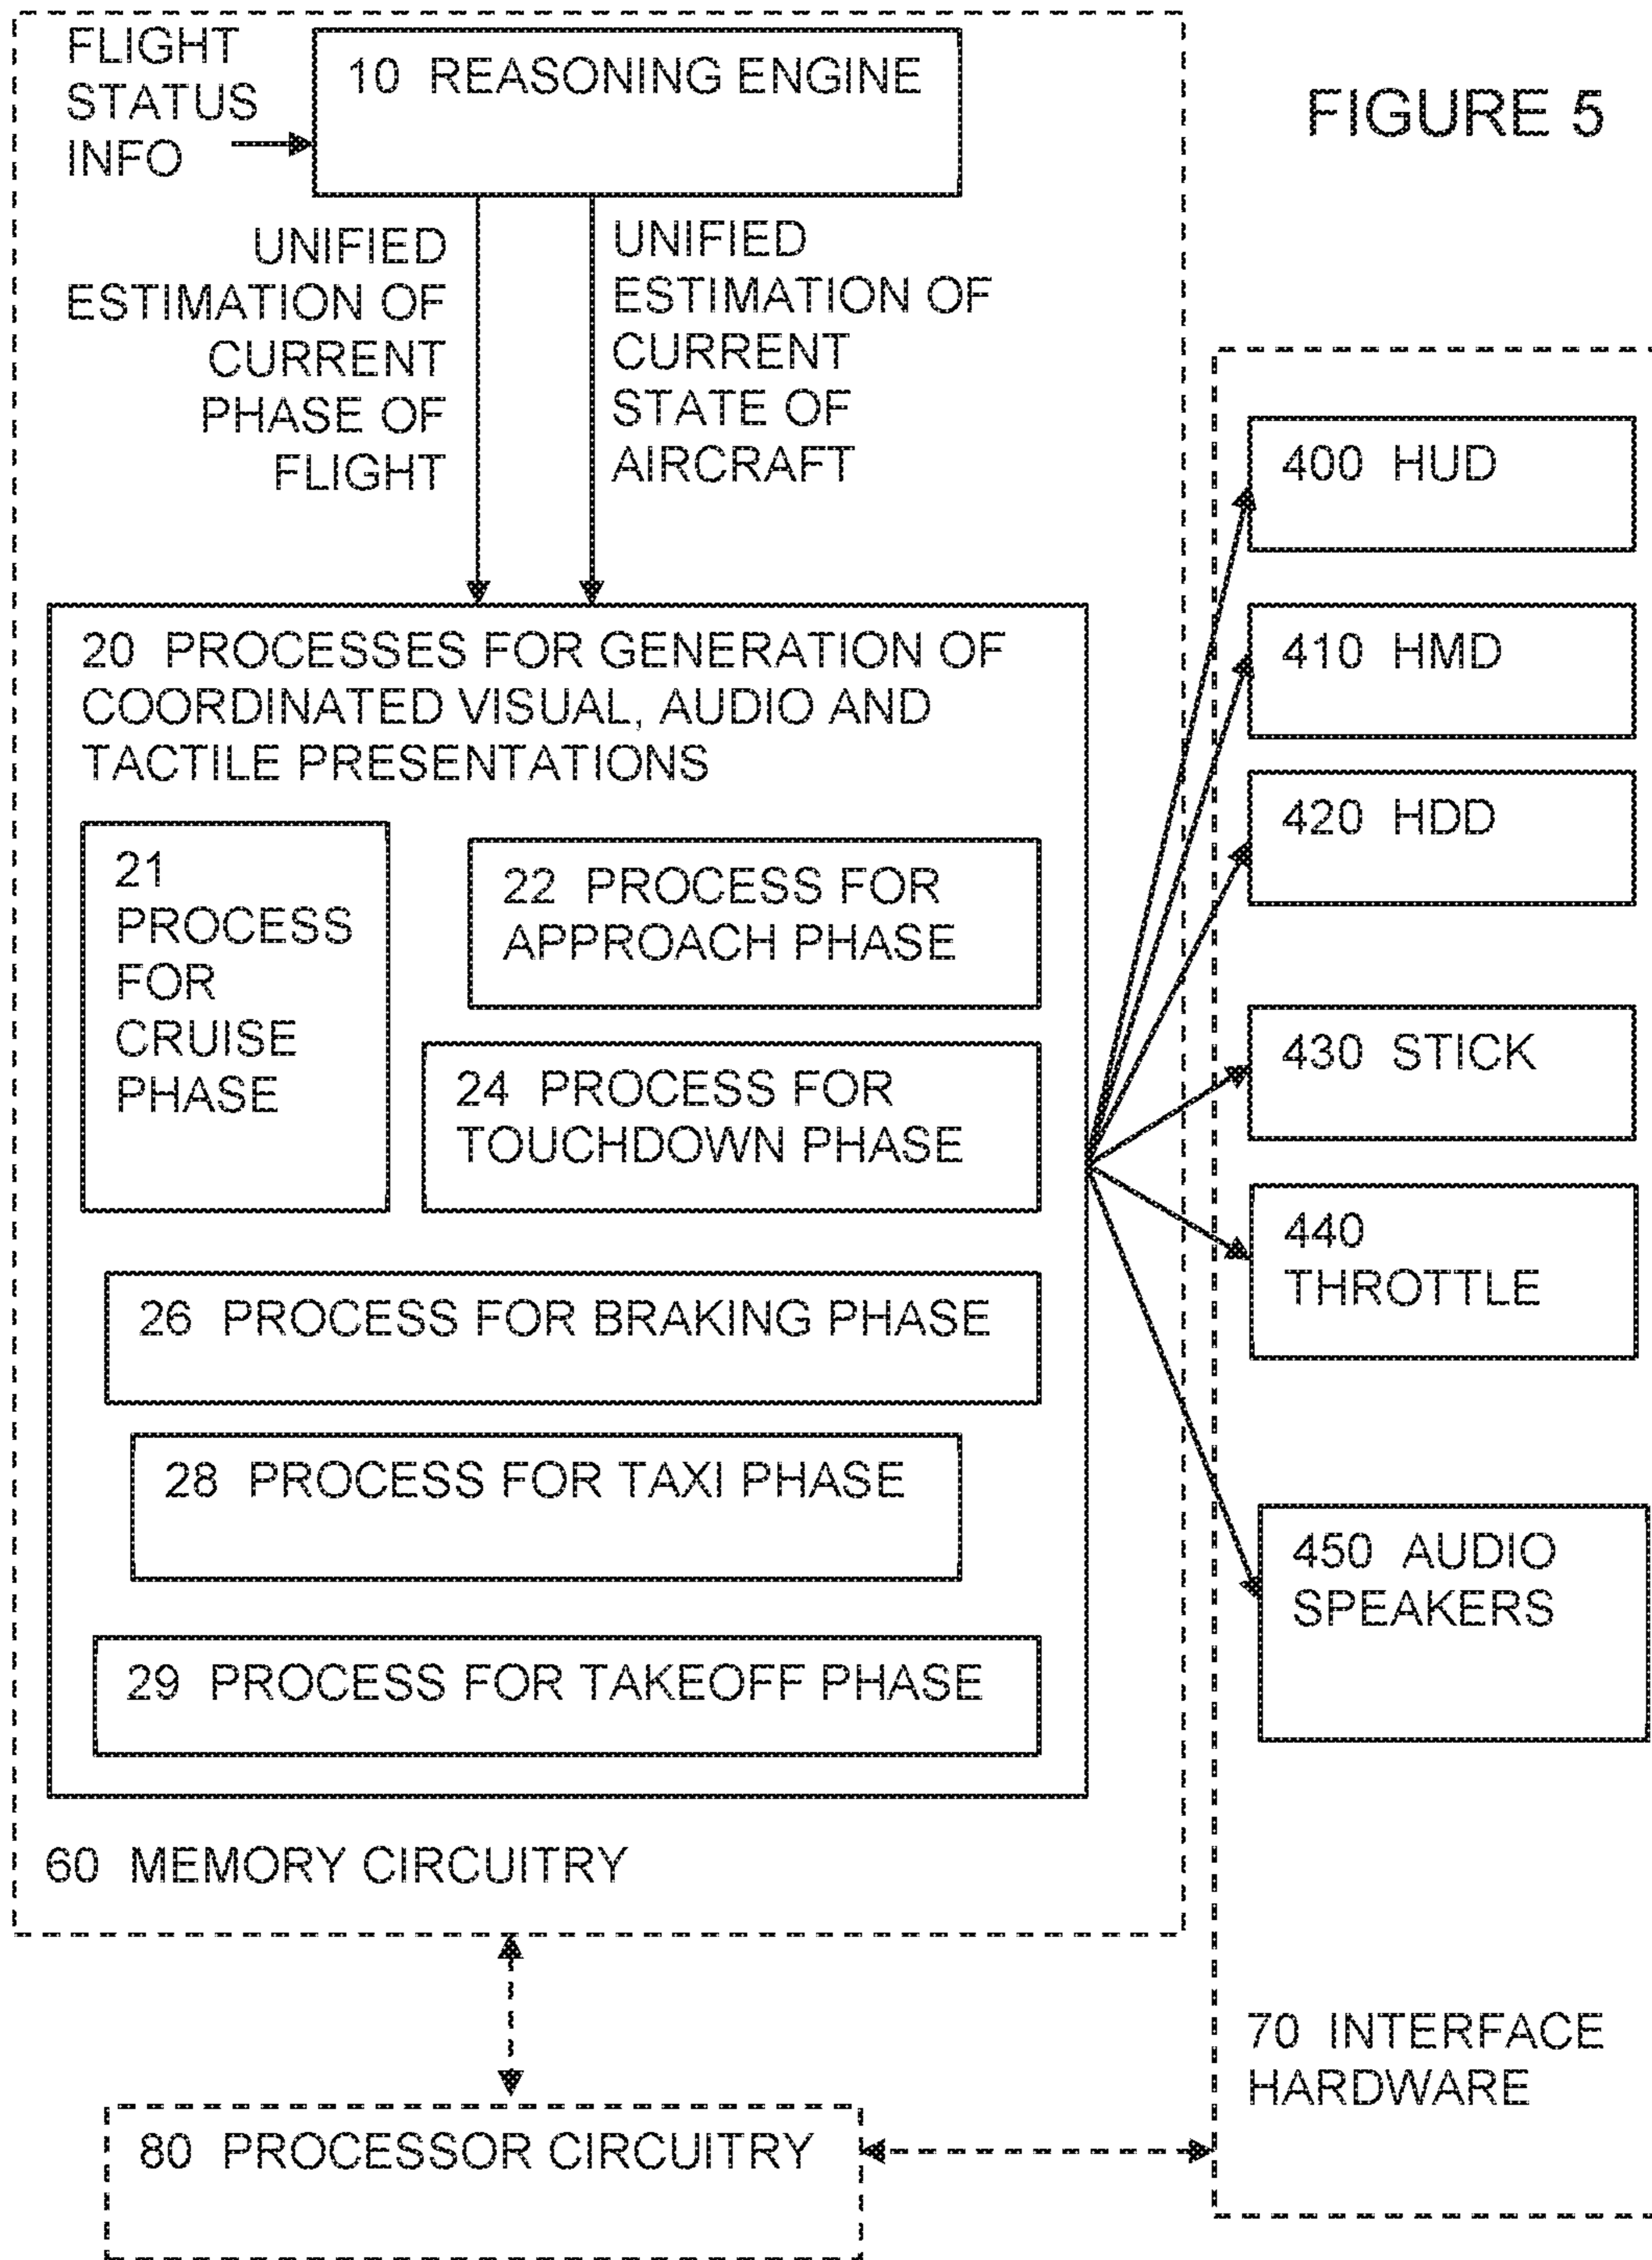 FLIGHT
STATUS
INFO
10 REASONING ENGINE
FIGURE 5
UNIFIED
ESTIMATION OF
CURRENT
PHASE OF
FLIGHT
UNIFIED
ESTIMATION OF
CURRENT
STATE OF
AIRCRAFT
20 PROCESSES FOR GENERATION OF
COORDINATED VISUAL, AUDIO AND
TACTILE PRESENTATIONS
21
PROCESS
FOR
CRUISE
PHASE
22 PROCESS FOR
APPROACH PHASE
24 PROCESS FOR
TOUCHDOWN PHASE
26 PROCESS FOR BRAKING PHASE
28 PROCESS FOR TAXI PHASE
29 PROCESS FOR TAKEOFF PHASE
60 MEMORY CIRCUITRY
400 HUD
410 HMD
420 HDD
430 STICK
440
THROTTLE
450 AUDIO
SPEAKERS
70 INTERFACE
HARDWARE
80 PROCESSOR CIRCUITRY